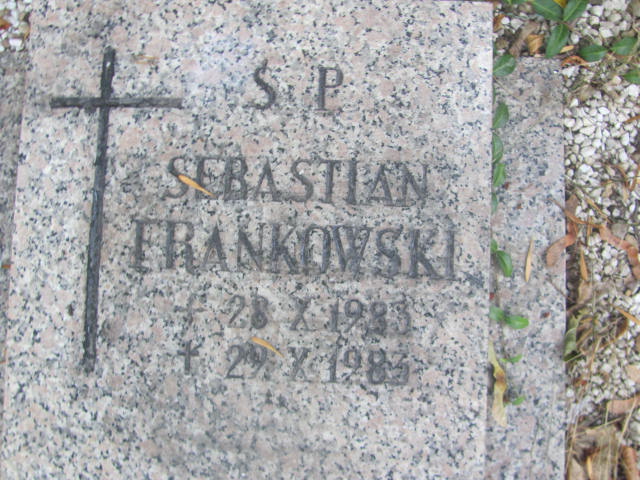 S P
SEBASTIAN
FRANKOWSKI
28 X 1983
29 X 1983